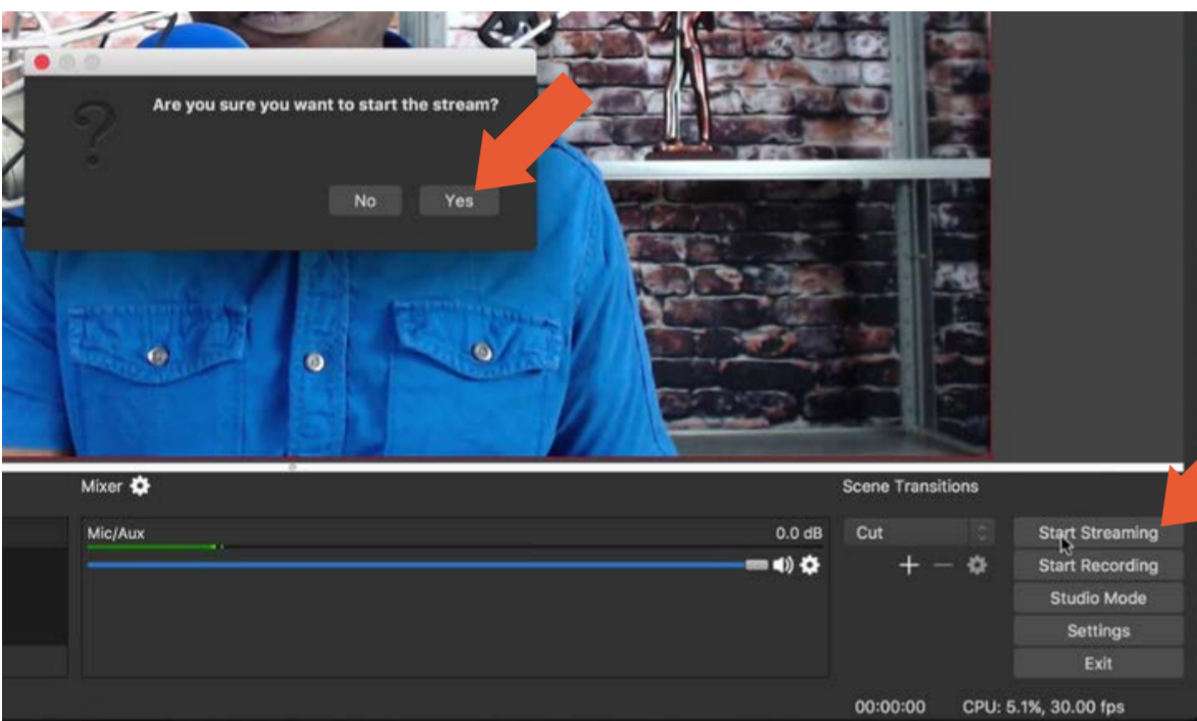 Are you sure you want to start the stream?
No Yes
Mixer Scene Transitions
Mic/Aux 0.0 dB Cut Start Streaming
Start Recording
Studio Mode
Settings
Exit
00:00:00 CPU: 5.1%, 30.00 fps